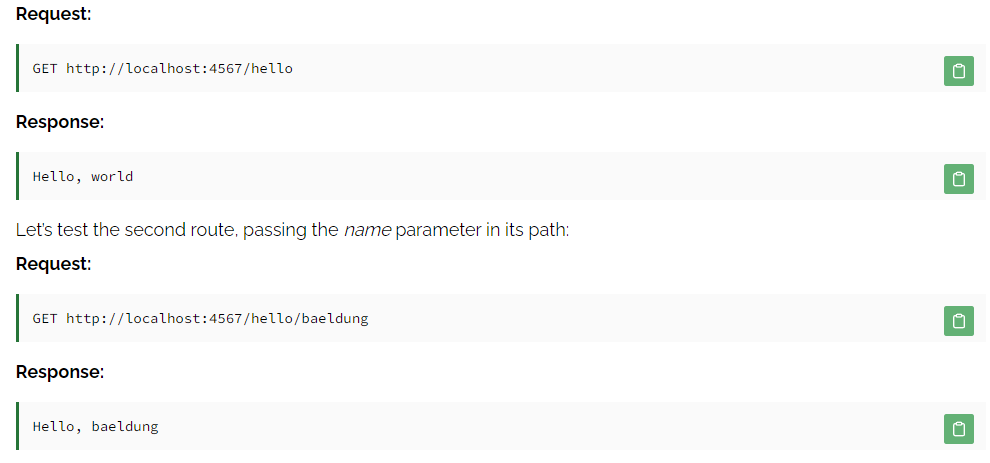 Request:
GET http://localhost:4567/hello
Response:
Hello, world
Let's test the second route, passing the name parameter in its path:
Request:
GET http://localhost:4567/hello/baeldung
Response:
Hello, baeldung